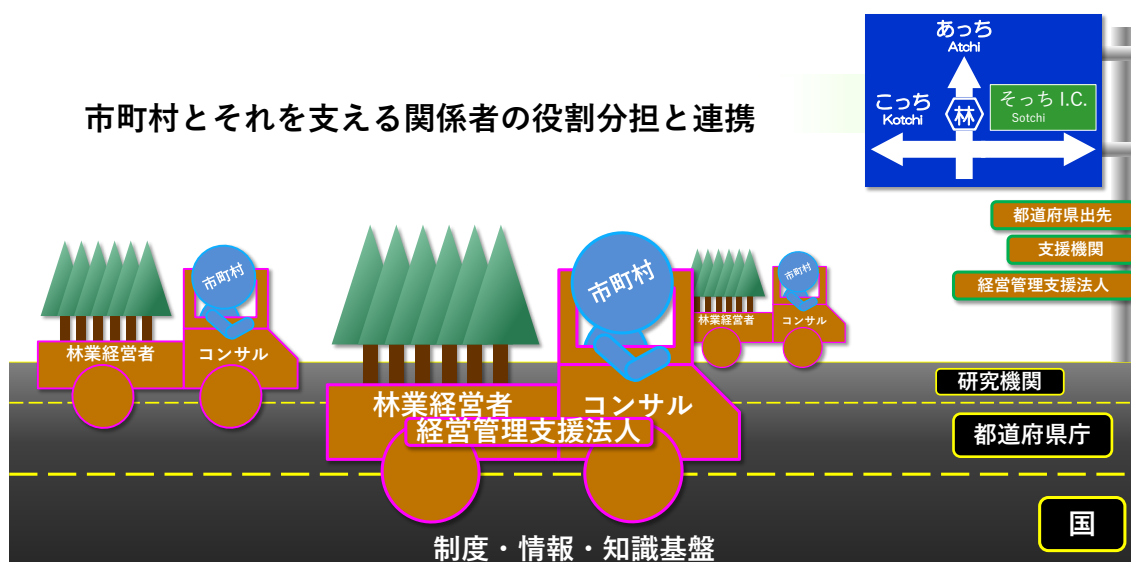 市町村とそれを支える関係者の役割分担と連携
あっち
Atchi
こっち
Kotchi
林
そっち I.C.
Sotchi
都道府県出先
支援機関
経営管理支援法人
市町村
林業経営者
コンサル
市町村
林業経営者
コンサル
経営管理支援法人
市町村
林業経営者
コンサル
研究機関
都道府県庁
国
制度・情報・知識基盤